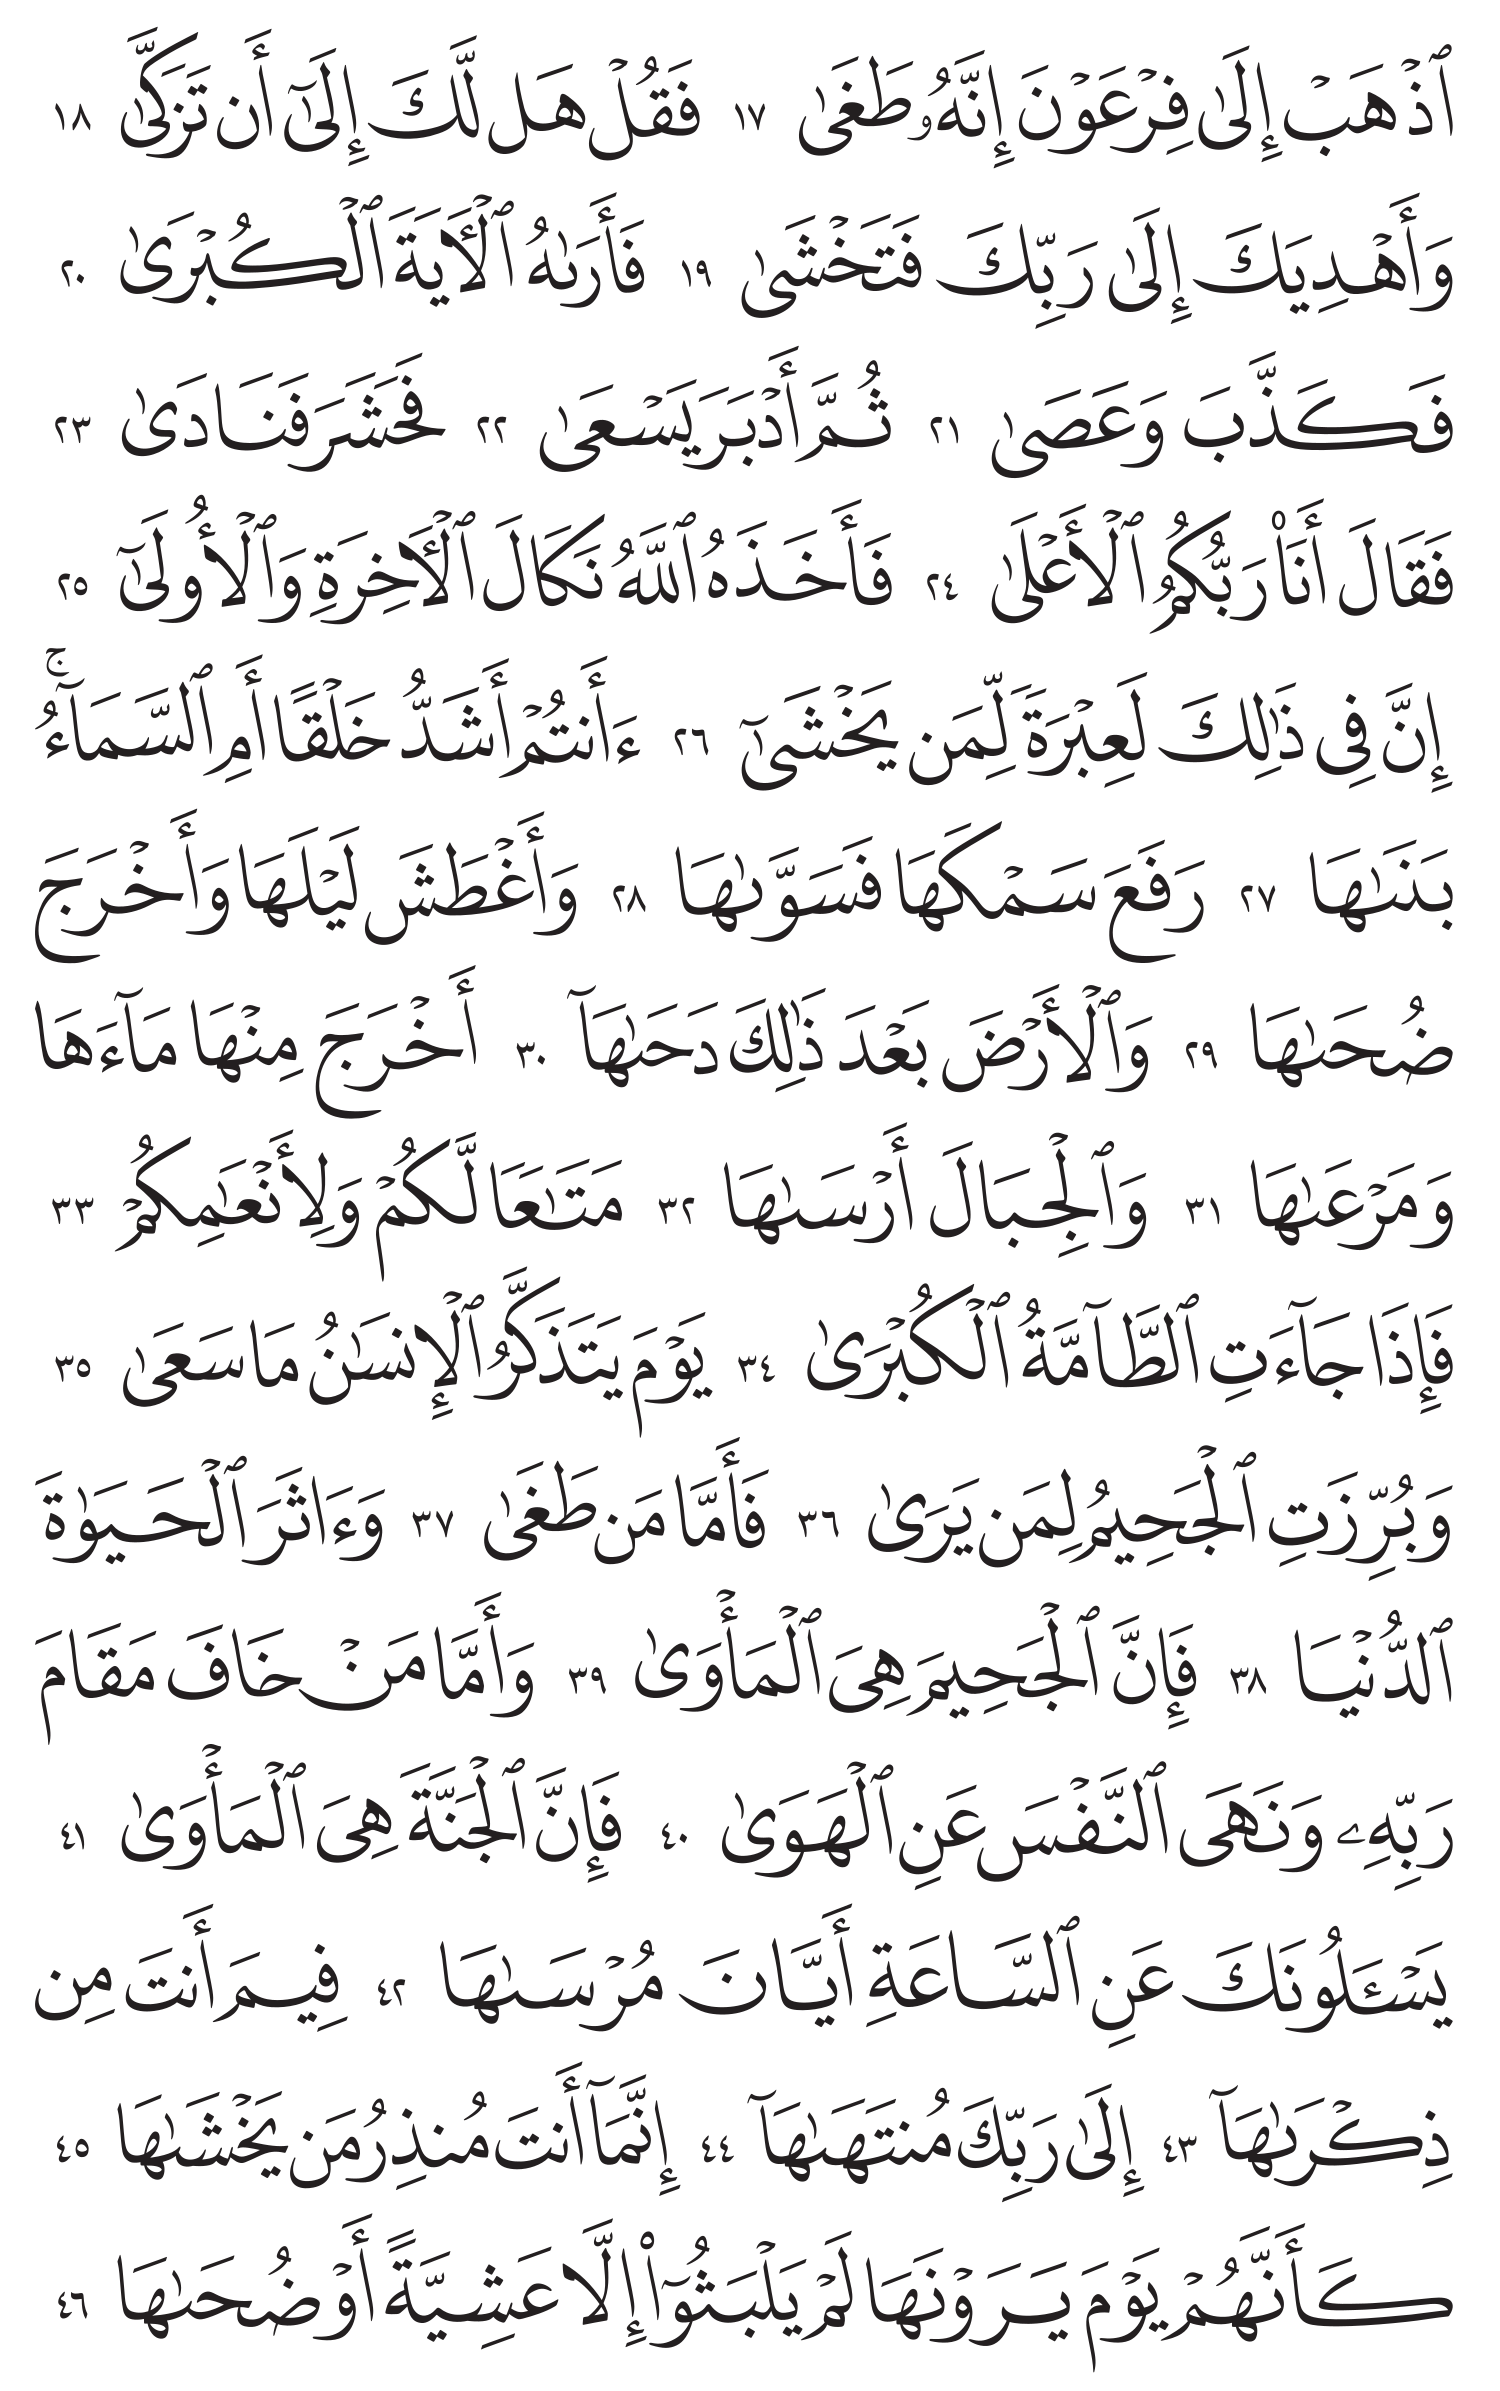 ٱذۡهَبۡ إِلَىٰ فِرۡعَوۡنَ إِنَّهُۥ طَغَىٰ ١٧ فَقُلۡ هَل لَّكَ إِلَىٰٓ أَن تَزَكَّىٰ ١٨
وَأَهۡدِيَكَ إِلَىٰ رَبِّكَ فَتَخۡشَىٰ ١٩ فَأَرَىٰهُ ٱلۡأٓيَةَ ٱلۡكُبۡرَىٰ ٢٠
فَكَذَّبَ وَعَصَىٰ ٢١ ثُمَّ أَدۡبَرَ يَسۡعَىٰ ٢٢ فَحَشَرَ فَنَادَىٰ ٢٣
فَقَالَ أَنَا۠ رَبُّكُمُ ٱلۡأَعۡلَىٰ ٢٤ فَأَخَذَهُ ٱللَّهُ نَكَالَ ٱلۡأٓخِرَةِ وَٱلۡأُولَىٰٓ ٢٥
إِنَّ فِي ذَٰلِكَ لَعِبۡرَةٗ لِّمَن يَخۡشَىٰٓ ٢٦ ءَأَنتُمۡ أَشَدُّ خَلۡقًا أَمِ ٱلسَّمَآءُۚ
بَنَىٰهَا ٢٧ رَفَعَ سَمۡكَهَا فَسَوَّىٰهَا ٢٨ وَأَغۡطَشَ لَيۡلَهَا وَأَخۡرَجَ
ضُحَىٰهَا ٢٩ وَٱلۡأَرۡضَ بَعۡدَ ذَٰلِكَ دَحَىٰهَآ ٣٠ أَخۡرَجَ مِنۡهَا مَآءَهَا
وَمَرۡعَىٰهَا ٣١ وَٱلۡجِبَالَ أَرۡسَىٰهَا ٣٢ مَتَٰعٗا لَّكُمۡ وَلِأَنۡعَٰمِكُمۡ ٣٣
فَإِذَا جَآءَتِ ٱلطَّآمَّةُ ٱلۡكُبۡرَىٰ ٣٤ يَوۡمَ يَتَذَكَّرُ ٱلۡإِنسَٰنُ مَا سَعَىٰ ٣٥
وَبُرِّزَتِ ٱلۡجَحِيمُ لِمَن يَرَىٰ ٣٦ فَأَمَّا مَن طَغَىٰ ٣٧ وَءَاثَرَ ٱلۡحَيَوٰةَ
ٱلدُّنۡيَا ٣٨ فَإِنَّ ٱلۡجَحِيمَ هِيَ ٱلۡمَأۡوَىٰ ٣٩ وَأَمَّا مَنۡ خَافَ مَقَامَ
رَبِّهِۦ وَنَهَى ٱلنَّفۡسَ عَنِ ٱلۡهَوَىٰ ٤٠ فَإِنَّ ٱلۡجَنَّةَ هِيَ ٱلۡمَأۡوَىٰ ٤١
يَسۡـَٔلُونَكَ عَنِ ٱلسَّاعَةِ أَيَّانَ مُرۡسَىٰهَا ٤٢ فِيمَ أَنتَ مِن
ذِكۡرَىٰهَآ ٤٣ إِلَىٰ رَبِّكَ مُنتَهَىٰهَآ ٤٤ إِنَّمَآ أَنتَ مُنذِرُ مَن يَخۡشَىٰهَا ٤٥
كَأَنَّهُمۡ يَوۡمَ يَرَوۡنَهَا لَمۡ يَلۡبَثُوٓاْ إِلَّا عَشِيَّةً أَوۡ ضُحَىٰهَا ٤٦